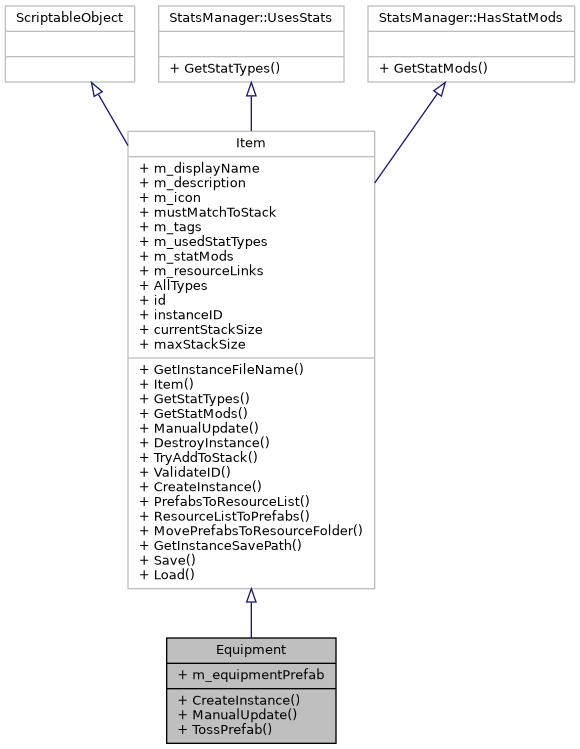 ScriptableObject
StatsManager::UsesStats
+ GetStatTypes()
StatsManager::HasStatMods
+ GetStatMods()
Item
+ m_displayName
+ m_description
+ m_icon
+ mustMatchToStack
+ m_tags
+ m_usedStatTypes
+ m_statMods
+ m_resourceLinks
+ AllTypes
+ id
+ instanceID
+ currentStackSize
+ maxStackSize
+ GetInstanceFileName()
+ Item()
+ GetStatTypes()
+ GetStatMods()
+ ManualUpdate()
+ DestroyInstance()
+ TryAddToStack()
+ ValidateID()
+ CreateInstance()
+ PrefabsToResourceList()
+ ResourceListToPrefabs()
+ MovePrefabsToResourceFolder()
+ GetInstanceSavePath()
+ Save()
+ Load()
Equipment
+ m_equipmentPrefab
+ CreateInstance()
+ ManualUpdate()
+ TossPrefab()